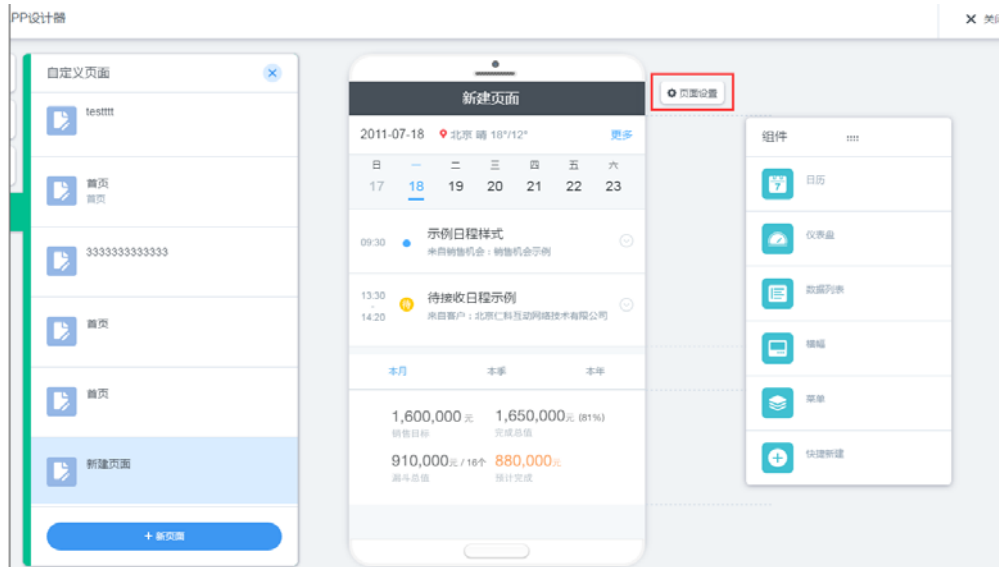 PP设计器
关闭
自定义页面
testttt
首页
首页
3333333333333
首页
首页
新建页面
+ 新页面
新建页面
2011-07-18 北京 晴 18°/12° 更多
日 一 二 三 四 五 六
17 18 19 20 21 22 23
09:30 示例日程样式
来自销售机会：销售机会示例
13:30 - 14:20 待 待接收日程示例
来自客户：北京仁科互动网络技术有限公司
本月 本季 本年
1,600,000 元 1,650,000元 (81%)
销售目标 完成总值
910,000元 / 16个 880,000元
漏斗总值 预计完成
页面设置
组件
7 日历
仪表盘
数据列表
横幅
菜单
快捷新建